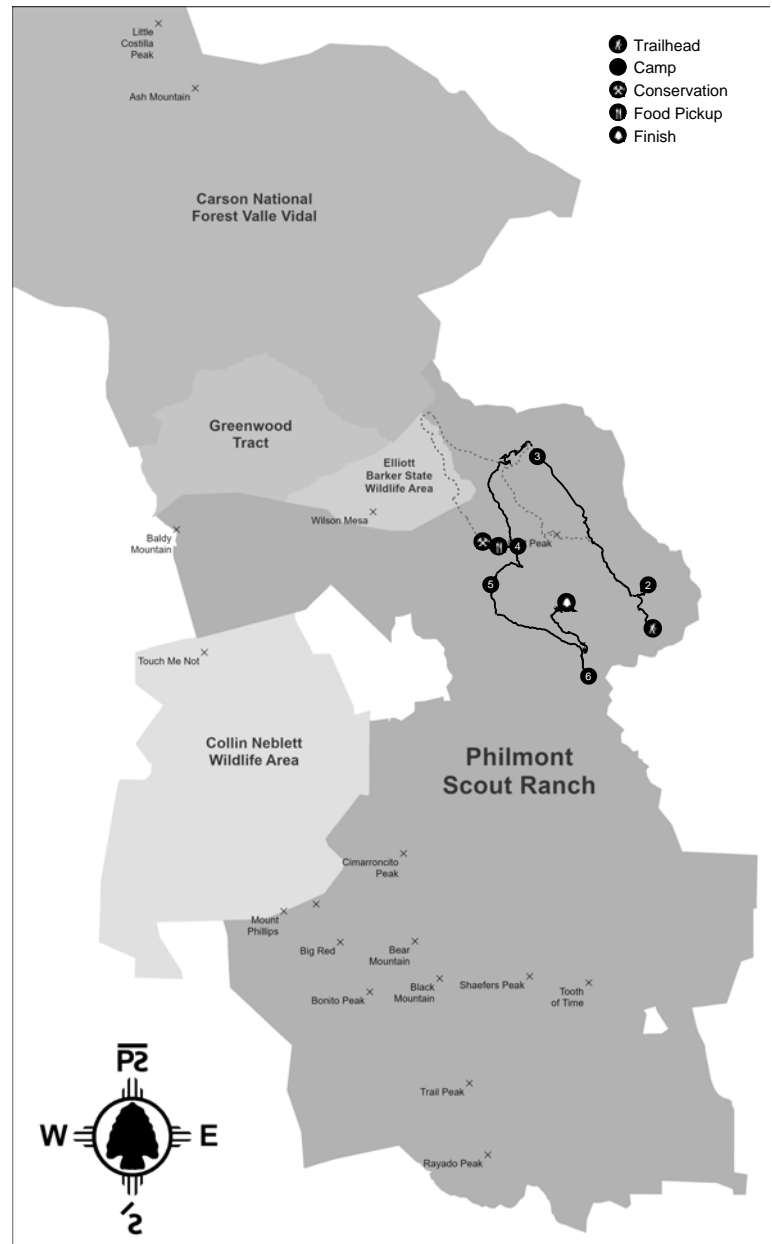 Little
Costilla
Peak
Ash Mountain
Trailhead
Camp
Conservation
Food Pickup
Finish
Carson National
Forest Valle Vidal
Greenwood
Tract
Elliott
Barker State
Wildlife Area
Wilson Mesa
Baldy
Mountain
3
4
Peak
5
2
6
Touch Me Not
Collin Neblett
Wildlife Area
Philmont
Scout Ranch
Cimarroncito
Peak
Mount
Phillips
Big Red
Bear
Mountain
Bonito Peak
Black
Mountain
Shaefers Peak
Tooth
of Time
Trail Peak
Rayado Peak
W
E